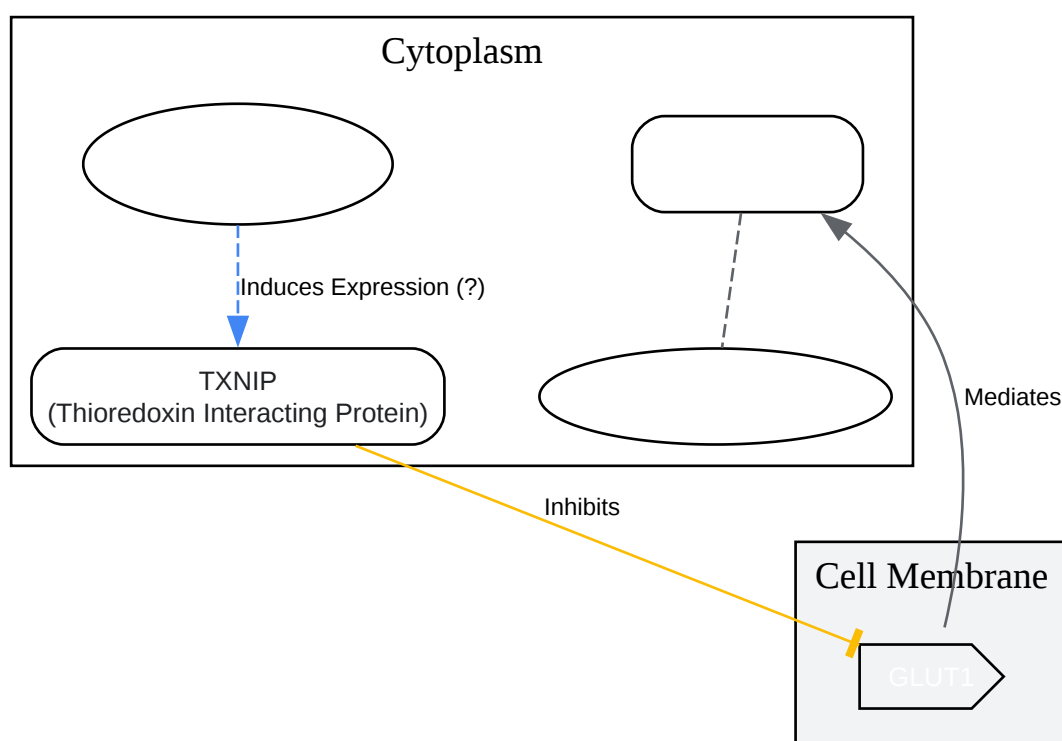 Cytoplasm
Induces Expression (?)
TXNIP
(Thioredoxin Interacting Protein)
Mediates
Inhibits
Cell Membrane
GLUT1